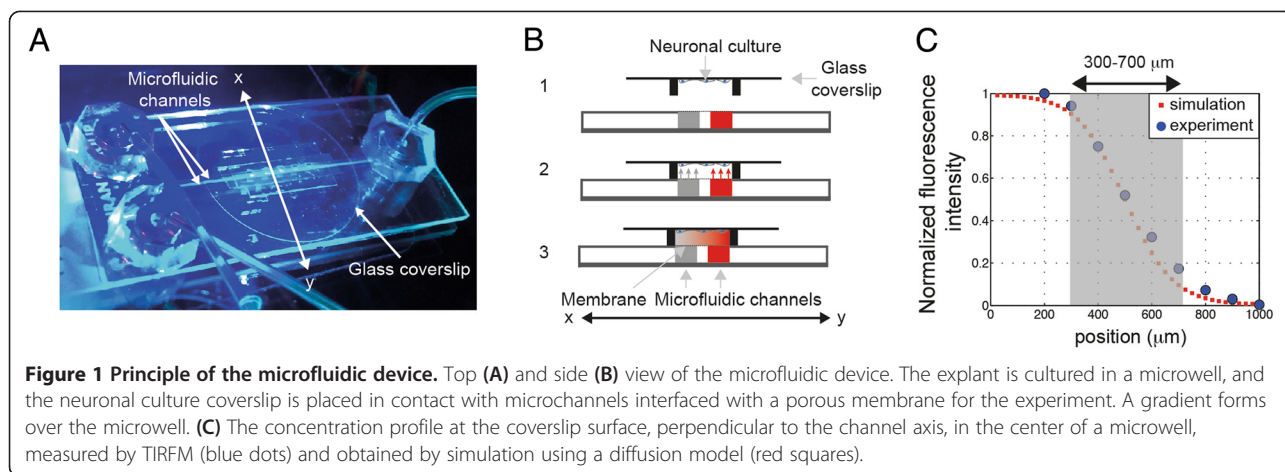 A
Microfluidic
channels
x
y
Glass coverslip
B
Neuronal culture
1
Glass
coverslip
2
3
Membrane
Microfluidic channels
x
y
C
300-700 μm
Normalized fluorescence
intensity
1
0.8
0.6
0.4
0.2
0
simulation
experiment
0 200 400 600 800 1000
position (μm)
Figure 1 Principle of the microfluidic device. Top (A) and side (B) view of the microfluidic device. The explant is cultured in a microwell, and
the neuronal culture coverslip is placed in contact with microchannels interfaced with a porous membrane for the experiment. A gradient forms
over the microwell. (C) The concentration profile at the coverslip surface, perpendicular to the channel axis, in the center of a microwell,
measured by TIRFM (blue dots) and obtained by simulation using a diffusion model (red squares).